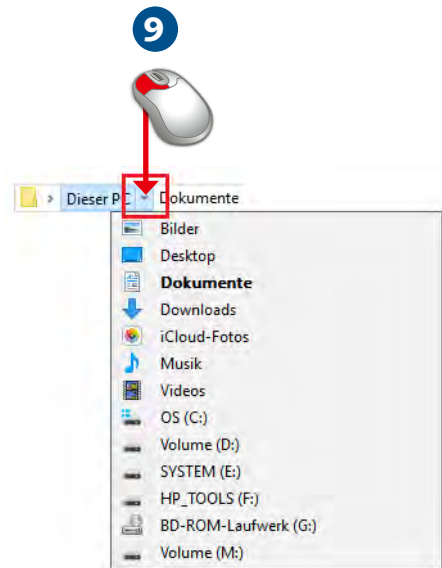 9
Dieser PC Dokumente
Bilder
Desktop
Dokumente
Downloads
iCloud-Fotos
Musik
Videos
OS (C:)
Volume (D:)
SYSTEM (E:)
HP_TOOLS (F:)
BD-ROM-Laufwerk (G:)
Volume (M:)